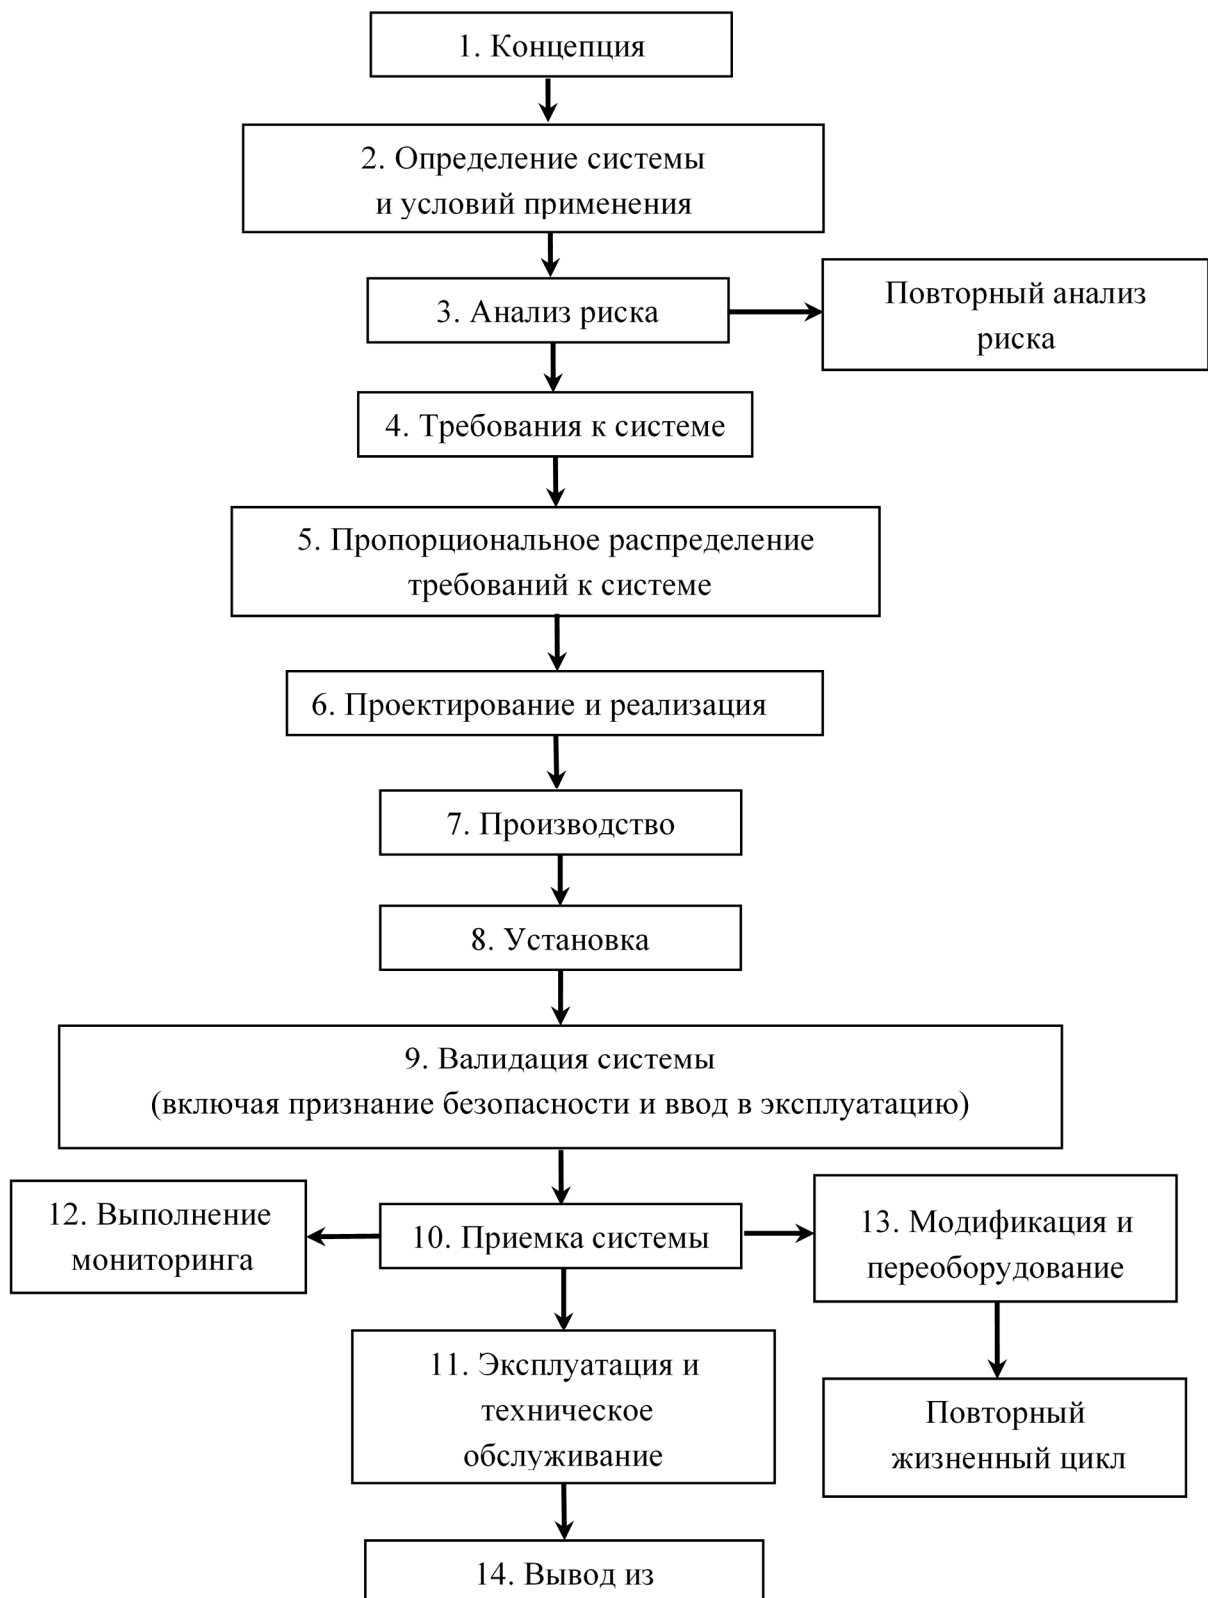 1. Концепция
2. Определение системы
и условий применения
3. Анализ риска
Повторный анализ
риска
4. Требования к системе
5. Пропорциональное распределение
требований к системе
6. Проектирование и реализация
7. Производство
8. Установка
9. Валидация системы
(включая признание безопасности и ввод в эксплуатацию)
12. Выполнение
мониторинга
10. Приемка системы
13. Модификация и
переоборудование
11. Эксплуатация и
техническое
обслуживание
Повторный
жизненный цикл
14. Вывод из